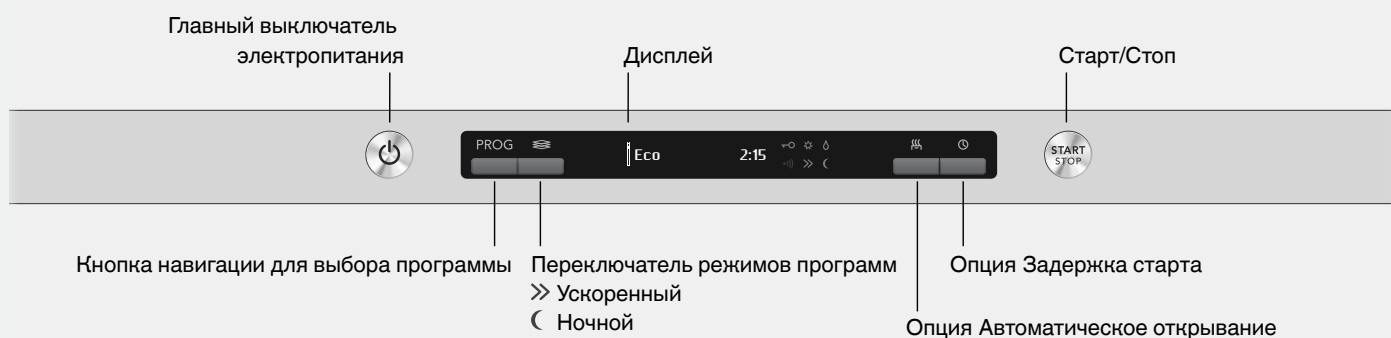 Главный выключатель
электропитания
Дисплей
Старт/Стоп
PROG
Eco
2:15
START
STOP
Кнопка навигации для выбора программы
Переключатель режимов программ
Ускоренный
Ночной
Опция Задержка старта
Опция Автоматическое открывание